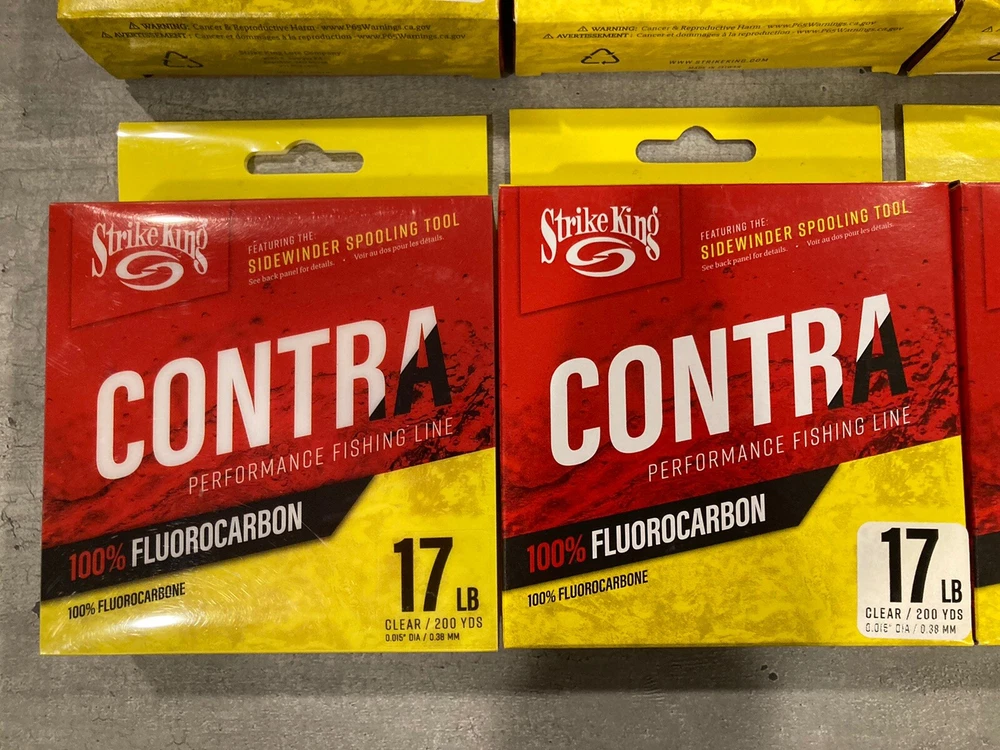 WARNING: Cancer & Reproductive Harm - www.P65Warnings.ca.gov
AVERTISSEMENT : Cancer et dommages à la reproduction - www.P65Warnings.ca.gov
WARNING: Cancer & Reproductive Harm - www.P65Warnings.ca.gov
AVERTISSEMENT : Cancer et dommages à la reproduction - www.P65Warnings.ca.gov
WWW.STRIKEKING.COM
Strike King
FEATURING THE:
SIDEWINDER SPOOLING TOOL
See back panel for details. · Voir au dos pour les détails.
CONTRA
PERFORMANCE FISHING LINE
100% FLUOROCARBON
100% FLUOROCARBONE
17 LB
CLEAR / 200 YDS
0.015" DIA / 0.38 MM
Strike King
FEATURING THE:
SIDEWINDER SPOOLING TOOL
See back panel for details. · Voir au dos pour les détails.
CONTRA
PERFORMANCE FISHING LINE
100% FLUOROCARBON
100% FLUOROCARBONE
17 LB
CLEAR / 200 YDS
0.015" DIA / 0.38 MM